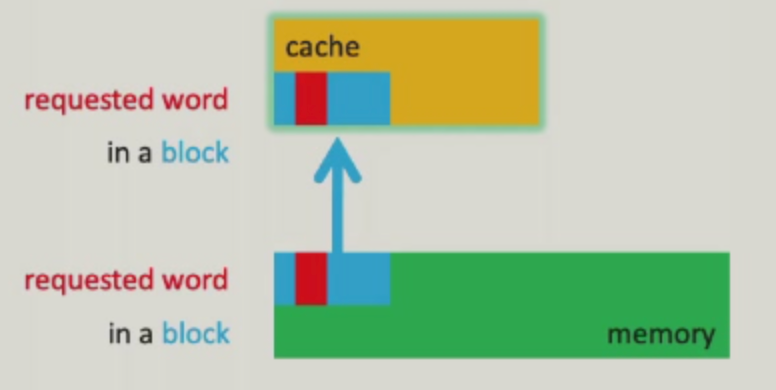 cache
requested word
in a block
requested word
in a block
memory